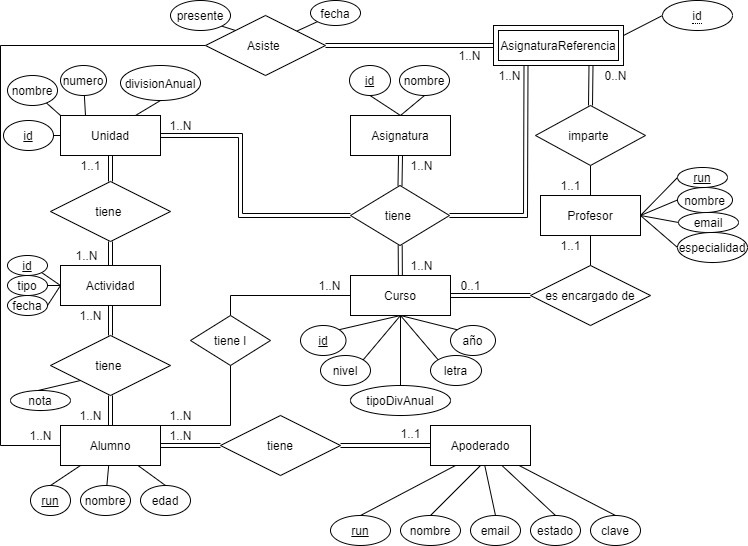 presente
fecha
id
Asiste
AsignaturaReferencia
1..N
1..N
0..N
nombre
numero
divisionAnual
id
nombre
id
Unidad
1..N
Asignatura
imparte
1..1
1..N
run
tiene
tiene
1..1
Profesor
nombre
email
especialidad
1..N
1..N
1..1
id
tipo
fecha
Actividad
1..N
Curso
0..1
es encargado de
1..N
tiene I
id
año
nivel
letra
tipoDivAnual
tiene
nota
1..N
1..N
1..N
Alumno
1..N
tiene
1..1
Apoderado
run
nombre
edad
run
nombre
email
estado
clave